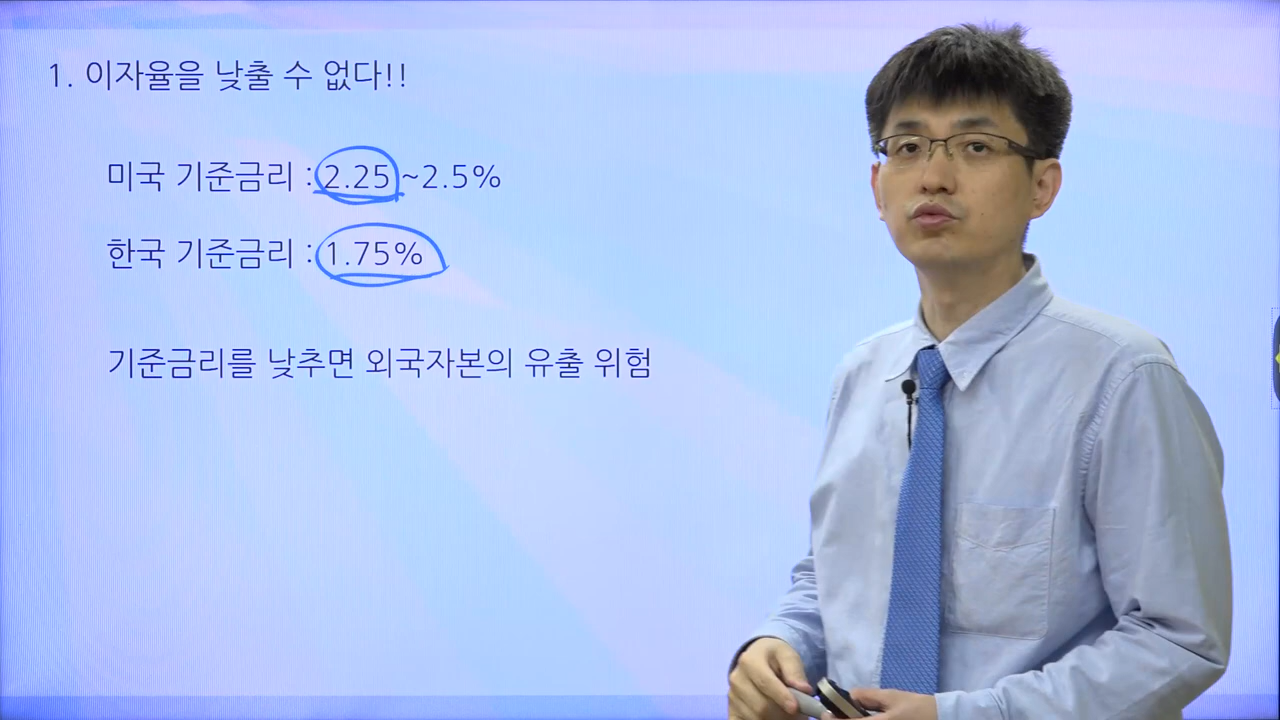 1. 이자율을 낮출 수 없다!!
미국 기준금리 : 2.25 ~2.5%
한국 기준금리 : 1.75%
기준금리를 낮추면 외국자본의 유출 위험